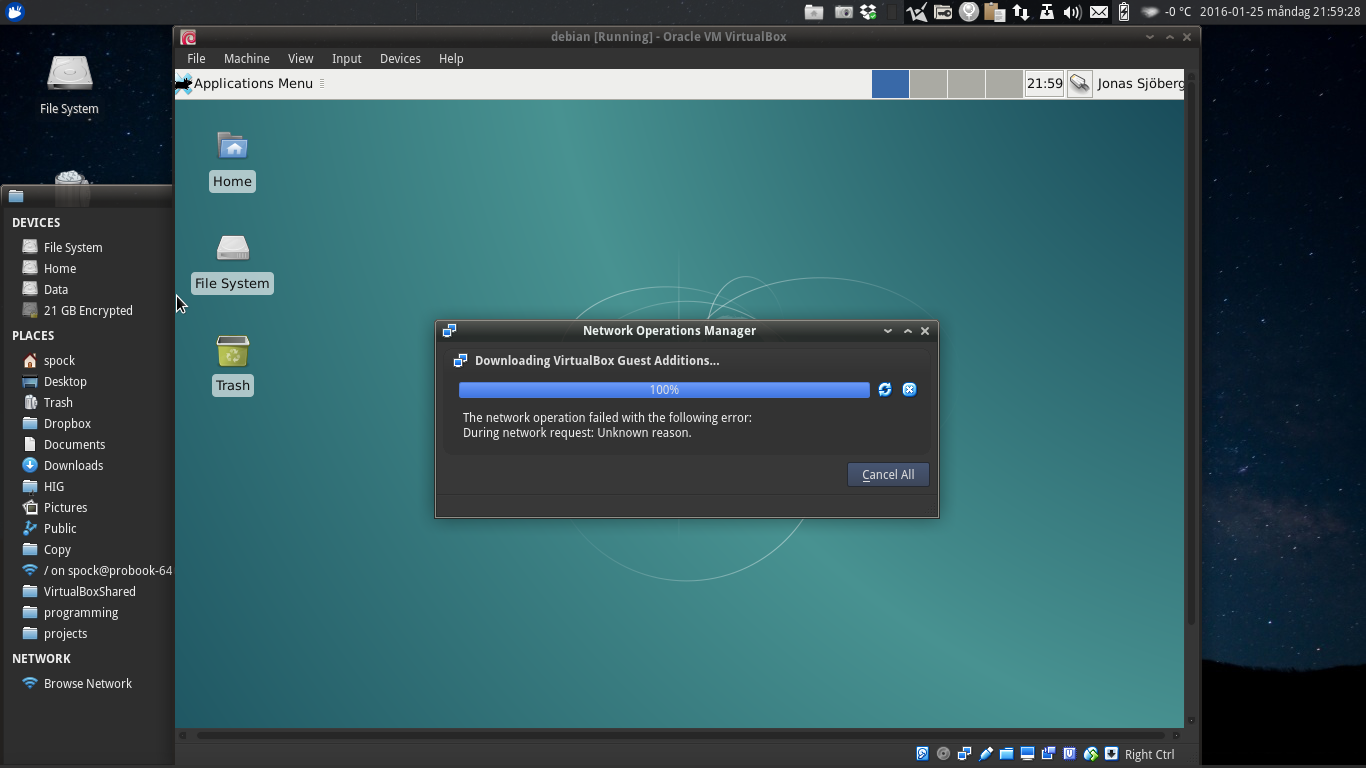 -0 °C 2016-01-25 måndag 21:59:28
File System
debian [Running] - Oracle VM VirtualBox
File Machine View Input Devices Help
Applications Menu
21:59
Jonas Sjöberg
DEVICES
File System
Home
Data
21 GB Encrypted
PLACES
spock
Desktop
Trash
Dropbox
Documents
Downloads
HIG
Pictures
Public
Copy
/ on spock@probook-64
VirtualBoxShared
programming
projects
NETWORK
Browse Network
Home
File System
Trash
Network Operations Manager
Downloading VirtualBox Guest Additions...
100%
The network operation failed with the following error:
During network request: Unknown reason.
Cancel All
Right Ctrl